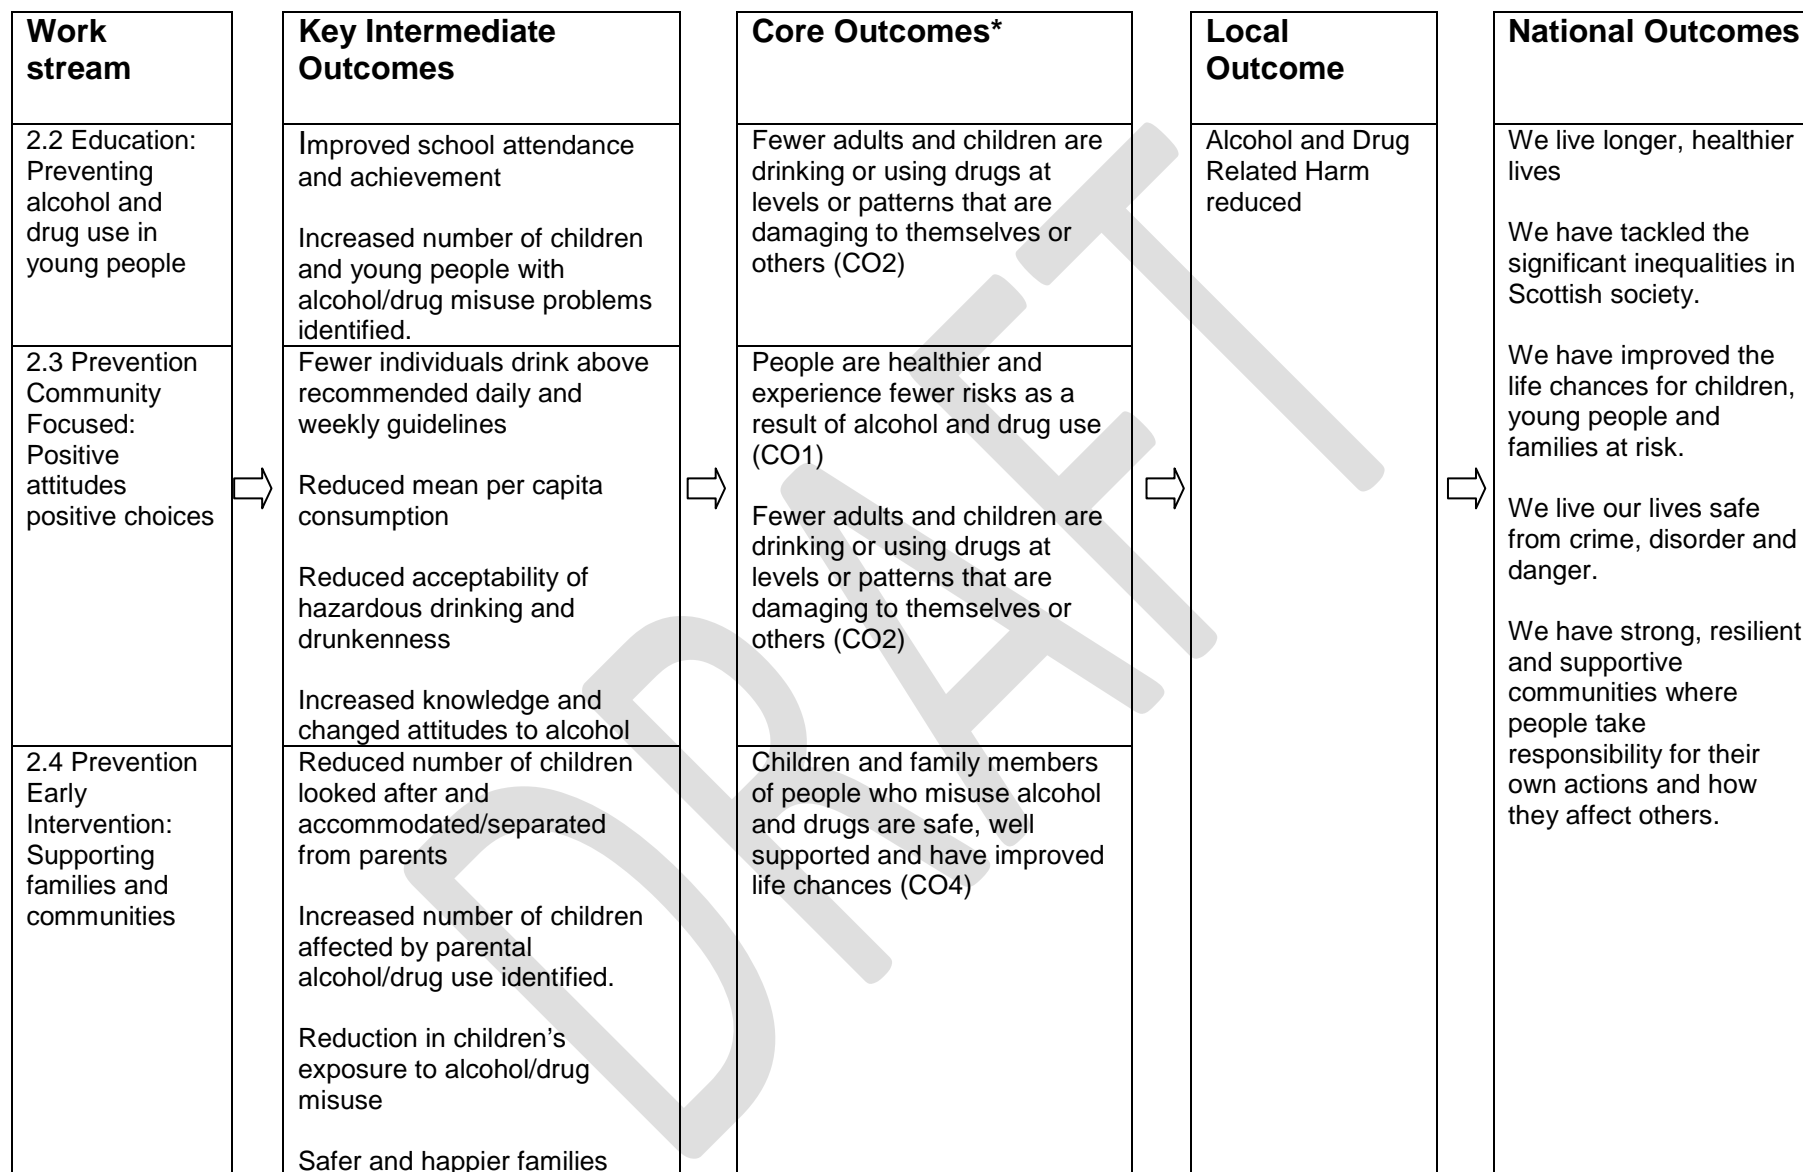 Work
stream
Key Intermediate
Outcomes
Core Outcomes*
Local
Outcome
National Outcomes
2.2 Education:
Preventing
alcohol and
drug use in
young people
Improved school attendance
and achievement
Increased number of children
and young people with
alcohol/drug misuse problems
identified.
Fewer adults and children are
drinking or using drugs at
levels or patterns that are
damaging to themselves or
others (CO2)
Alcohol and Drug
Related Harm
reduced
We live longer, healthier
lives
We have tackled the
significant inequalities in
Scottish society.
We have improved the
life chances for children,
young people and
families at risk.
We live our lives safe
from crime, disorder and
danger.
We have strong, resilient
and supportive
communities where
people take
responsibility for their
own actions and how
they affect others.
2.3 Prevention
Community
Focused:
Positive
attitudes
positive choices
Fewer individuals drink above
recommended daily and
weekly guidelines
Reduced mean per capita
consumption
Reduced acceptability of
hazardous drinking and
drunkenness
Increased knowledge and
changed attitudes to alcohol
People are healthier and
experience fewer risks as a
result of alcohol and drug use
(CO1)
Fewer adults and children are
drinking or using drugs at
levels or patterns that are
damaging to themselves or
others (CO2)
2.4 Prevention
Early
Intervention:
Supporting
families and
communities
Reduced number of children
looked after and
accommodated/separated
from parents
Increased number of children
affected by parental
alcohol/drug use identified.
Reduction in children’s
exposure to alcohol/drug
misuse
Safer and happier families
Children and family members
of people who misuse alcohol
and drugs are safe, well
supported and have improved
life chances (CO4)
DRAFT